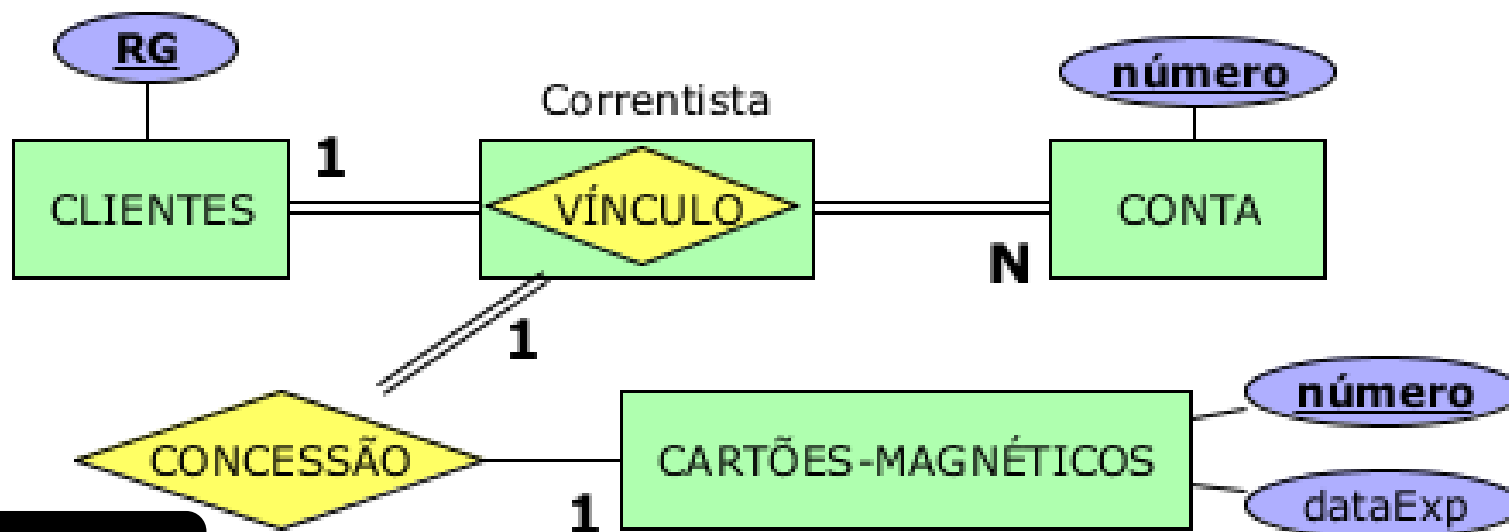 RG
número
Correntista
1
CLIENTES
VÍNCULO
CONTA
N
1
número
CONCESSÃO
CARTÕES-MAGNÉTICOS
1
dataExp